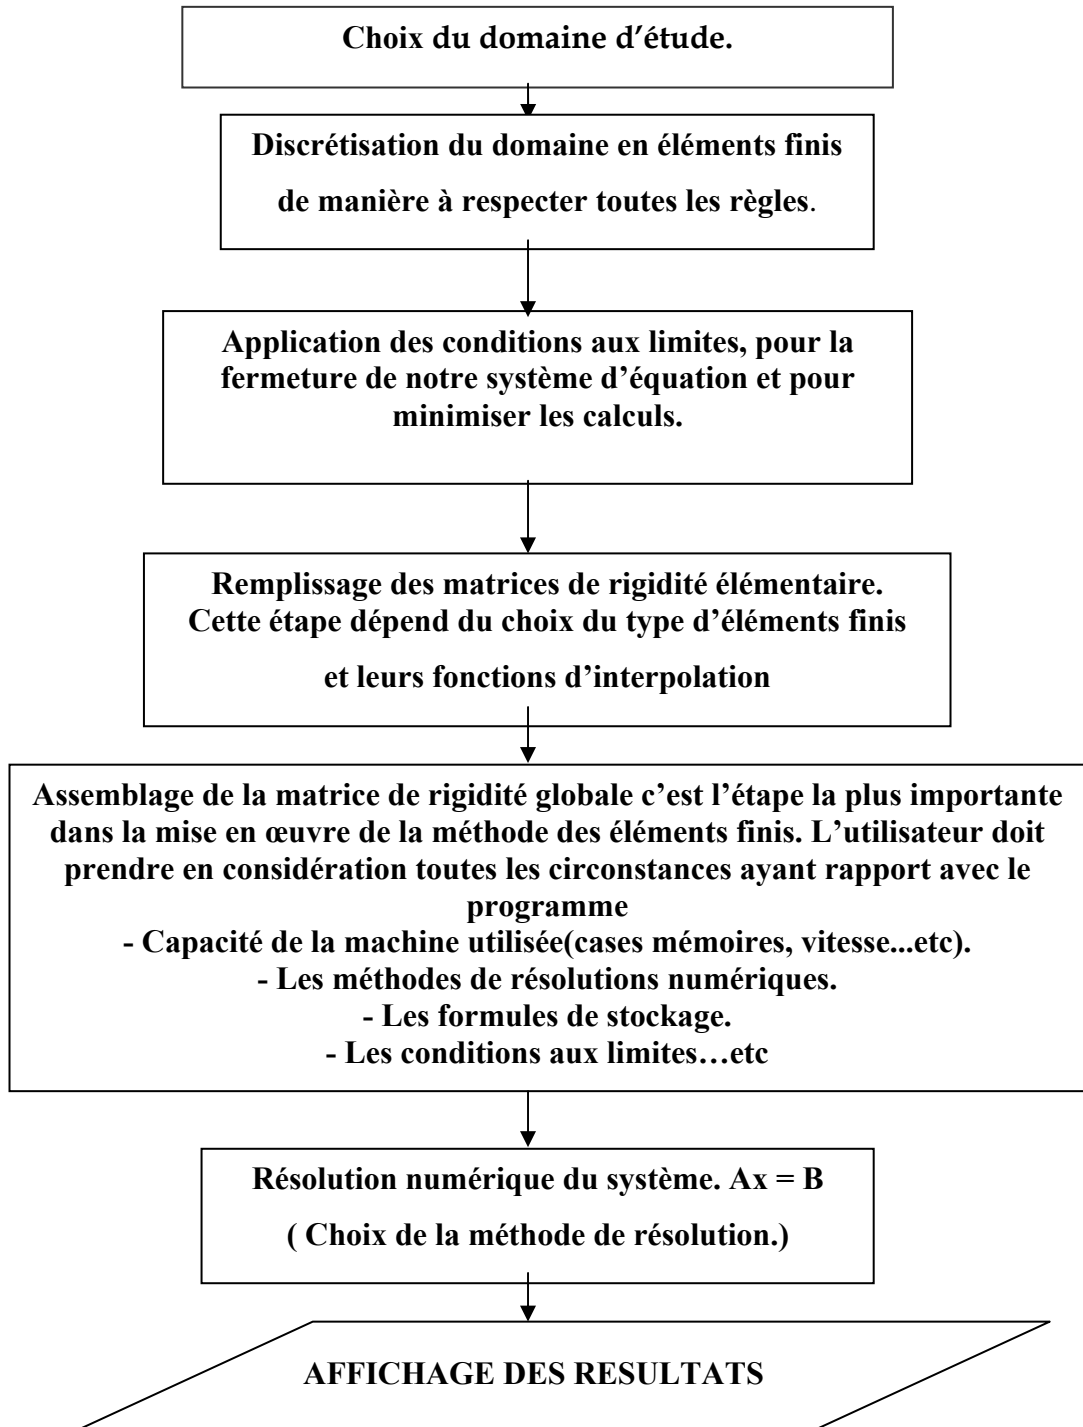 Choix du domaine d’étude.
Discrétisation du domaine en éléments finis
de manière à respecter toutes les règles.
Application des conditions aux limites, pour la
fermeture de notre système d’équation et pour
minimiser les calculs.
Remplissage des matrices de rigidité élémentaire.
Cette étape dépend du choix du type d’éléments finis
et leurs fonctions d’interpolation
Assemblage de la matrice de rigidité globale c’est l’étape la plus importante
dans la mise en œuvre de la méthode des éléments finis. L’utilisateur doit
prendre en considération toutes les circonstances ayant rapport avec le
programme
- Capacité de la machine utilisée(cases mémoires, vitesse...etc).
- Les méthodes de résolutions numériques.
- Les formules de stockage.
- Les conditions aux limites…etc
Résolution numérique du système. Ax = B
( Choix de la méthode de résolution.)
AFFICHAGE DES RESULTATS